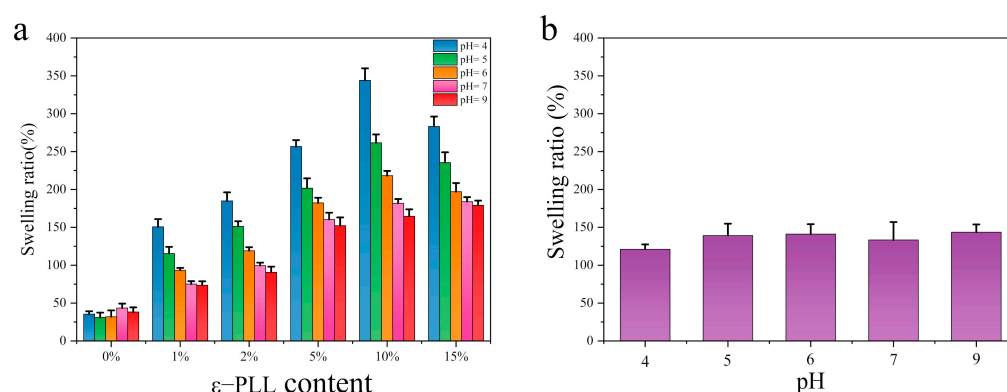 a
Swelling ratio(%)
400
350
300
250
200
150
100
50
0
pH= 4
pH= 5
pH= 6
pH= 7
pH= 9
0% 1% 2% 5% 10% 15%
ε−PLL content
b
Swelling ratio (%)
400
350
300
250
200
150
100
50
0
4 5 6 7 9
pH